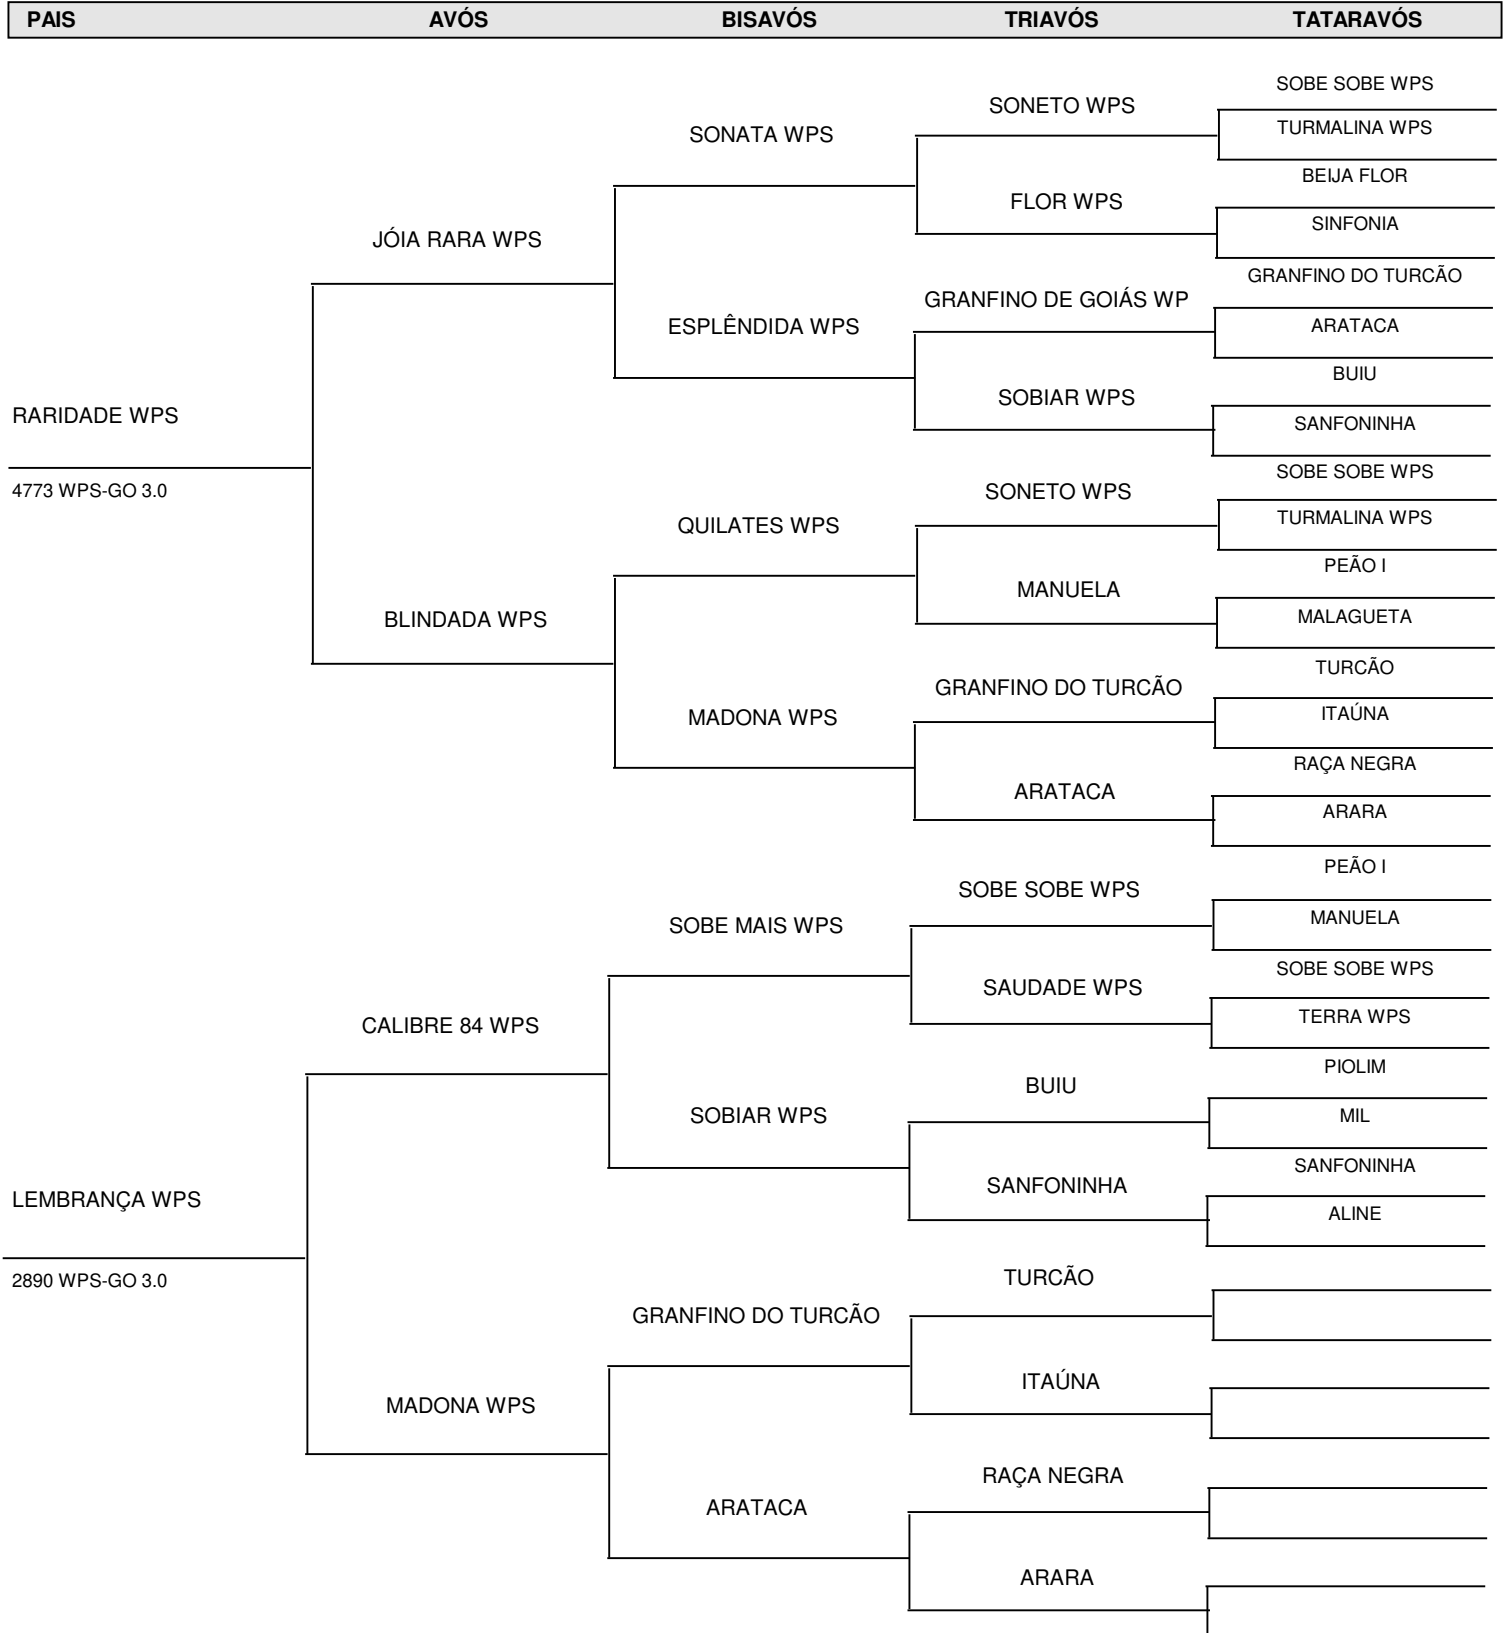 PAIS AVÓS BISAVÓS TRIAVÓS TATARAVÓS
SOBE SOBE WPS
SONETO WPS
TURMALINA WPS
SONATA WPS
BEIJA FLOR
FLOR WPS
SINFONIA
JÓIA RARA WPS
GRANFINO DO TURCÃO
GRANFINO DE GOIÁS WP
ARATACA
ESPLÊNDIDA WPS
BUIU
SOBIAR WPS
SANFONINHA
RARIDADE WPS
4773 WPS-GO 3.0
SOBE SOBE WPS
SONETO WPS
TURMALINA WPS
QUILATES WPS
PEÃO I
MANUELA
MALAGUETA
BLINDADA WPS
TURCÃO
GRANFINO DO TURCÃO
ITAÚNA
MADONA WPS
RAÇA NEGRA
ARATACA
ARARA
PEÃO I
SOBE SOBE WPS
MANUELA
SOBE MAIS WPS
SOBE SOBE WPS
SAUDADE WPS
TERRA WPS
CALIBRE 84 WPS
PIOLIM
BUIU
MIL
SOBIAR WPS
SANFONINHA
SANFONINHA
ALINE
LEMBRANÇA WPS
2890 WPS-GO 3.0
TURCÃO
GRANFINO DO TURCÃO
ITAÚNA
MADONA WPS
RAÇA NEGRA
ARATACA
ARARA